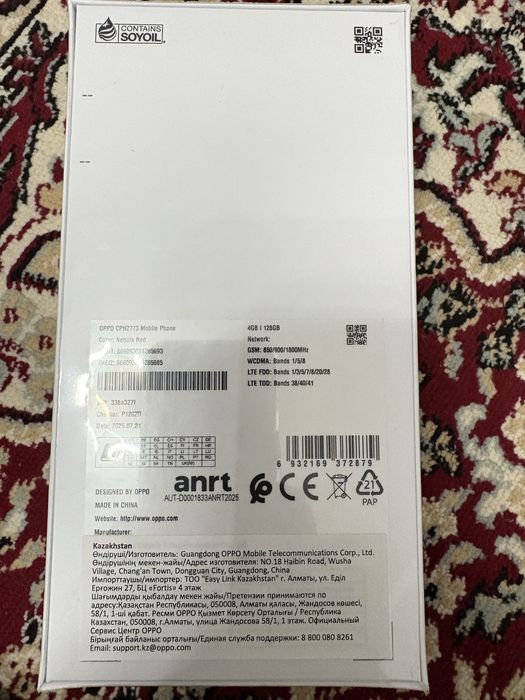 CONTAINS
SOYOIL
--
--
OPPO CPH2773 Mobile Phone
Color: Nebula Red
S/N: 338a327f
Charger: P1202D
Date: 2025.07.21
4GB | 128GB
Network:
GSM: 850/900/1800MHz
WCDMA: Bands 1/5/8
LTE FDD: Bands 1/3/5/7/8/20/28
LTE TDD: Bands 38/40/41
6 932169 372879
DESIGNED BY OPPO
MADE IN CHINA
Website: http://www.oppo.com
Manufacturer:
anrt
AUT-D0001833ANRT2025
CE
21
PAP
Kazakhstan
Өндіруші/Изготовитель: Guangdong OPPO Mobile Telecommunications Corp., Ltd.
Өндірушінің мекен-жайы/Адрес изготовителя: NO.18 Haibin Road, Wusha
Village, Chang'an Town, Dongguan City, Guangdong, China
Импорттаушы/импортер: ТОО "Easy Link Kazakhstan" г. Алматы, ул. Еділ
Ергожин 27, БЦ «Fortis» 4 этаж
Шағымдарды қабылдау мекен жайы/Претензии принимаются по
адресу:Қазақстан Республикасы, 050008, Алматы қаласы, Жандосов көшесі,
58/1, 1-ші қабат. Ресми OPPO Қызмет Көрсету Орталығы / Республика
Казахстан, 050008, г.Алматы, улица Жандосова 58/1, 1 этаж. Официальный
Сервис Центр OPPO
Бірыңғай байланыс орталығы/Единая служба поддержки: 8 800 080 8261
Email: support.kz@oppo.com